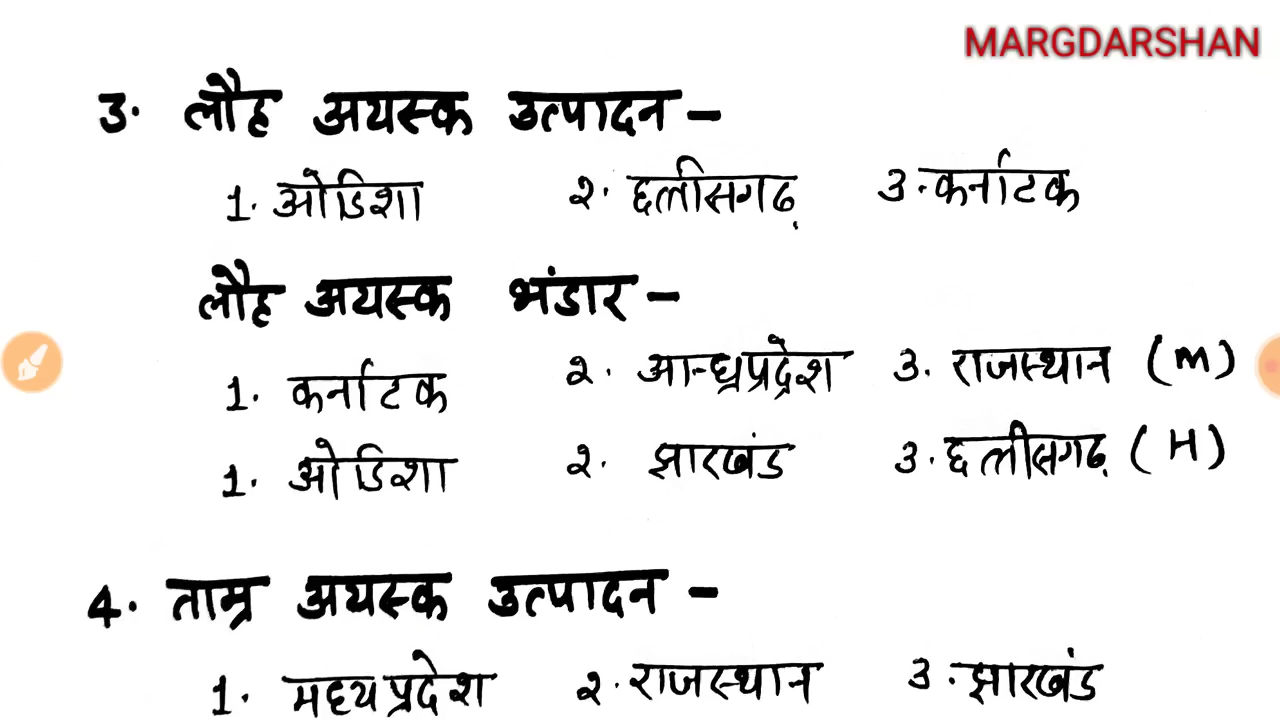 MARGDARSHAN
3. लौह अयस्क उत्पादन -
1. ओडिशा 2. छत्तीसगढ़ 3. कर्नाटक
लौह अयस्क भंडार -
1. कर्नाटक 2. आन्ध्रप्रदेश 3. राजस्थान (M)
1. ओडिशा 2. झारखंड 3. छत्तीसगढ़ (H)
4. ताम्र अयस्क उत्पादन -
1. मध्यप्रदेश 2. राजस्थान 3. झारखंड